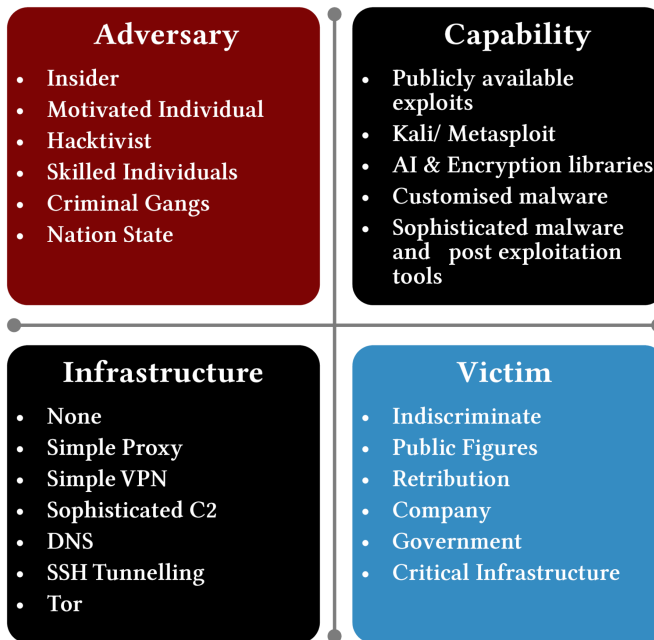 Adversary
• Insider
• Motivated Individual
• Hacktivist
• Skilled Individuals
• Criminal Gangs
• Nation State
Capability
• Publicly available
exploits
• Kali/ Metasploit
• AI & Encryption libraries
• Customised malware
• Sophisticated malware
and post exploitation
tools
Infrastructure
• None
• Simple Proxy
• Simple VPN
• Sophisticated C2
• DNS
• SSH Tunnelling
• Tor
Victim
• Indiscriminate
• Public Figures
• Retribution
• Company
• Government
• Critical Infrastructure